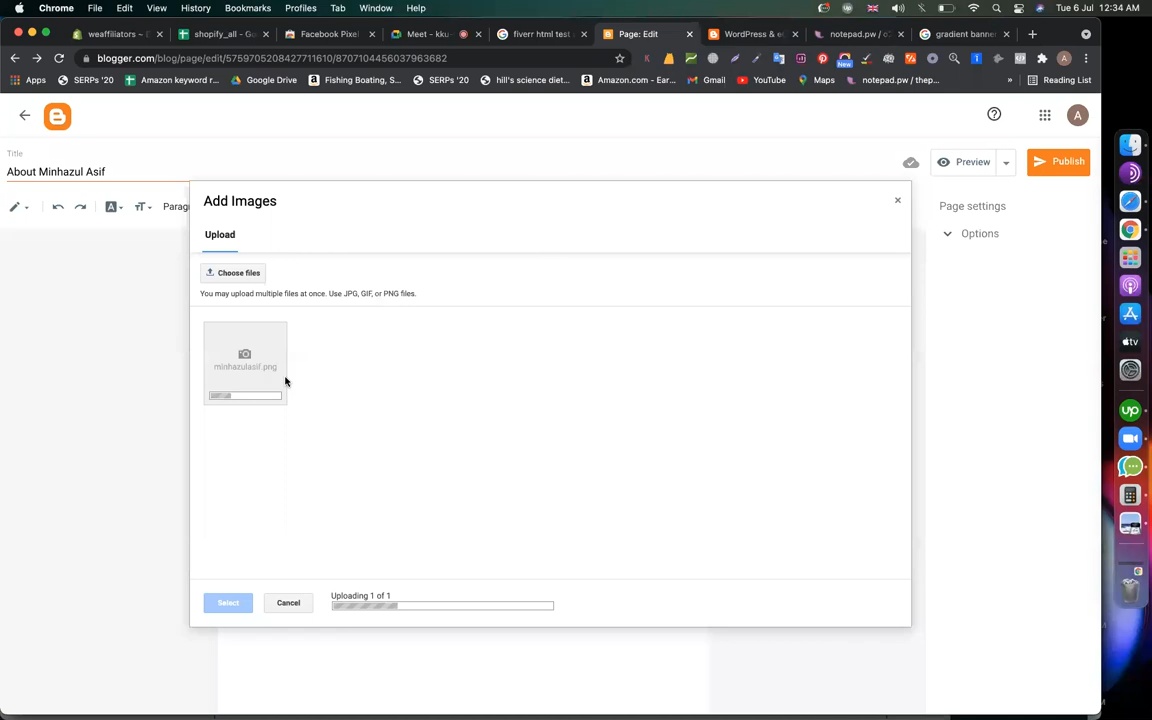 Chrome File Edit View History Bookmarks Profiles Tab Window Help Tue 6 Jul 12:34 AM
weaffiliators ~ E shopify_all - Go Facebook Pixel Meet - kku- fiverr html test Page: Edit WordPress & e notepad.pw / c gradient banner
blogger.com/blog/page/edit/5759705208427711610/8707104456037963682
New
Apps SERPs '20 Amazon keyword r... Google Drive Fishing Boating, S... SERPs '20 hill's science diet... Amazon.com - Ear... Gmail YouTube Maps notepad.pw / thep... » Reading List
Title
About Minhazul Asif
Preview
Publish
Parag
Page settings
Options
Add Images
Upload
Choose files
You may upload multiple files at once. Use JPG, GIF, or PNG files.
minhazulasif.png
Select
Cancel
Uploading 1 of 1